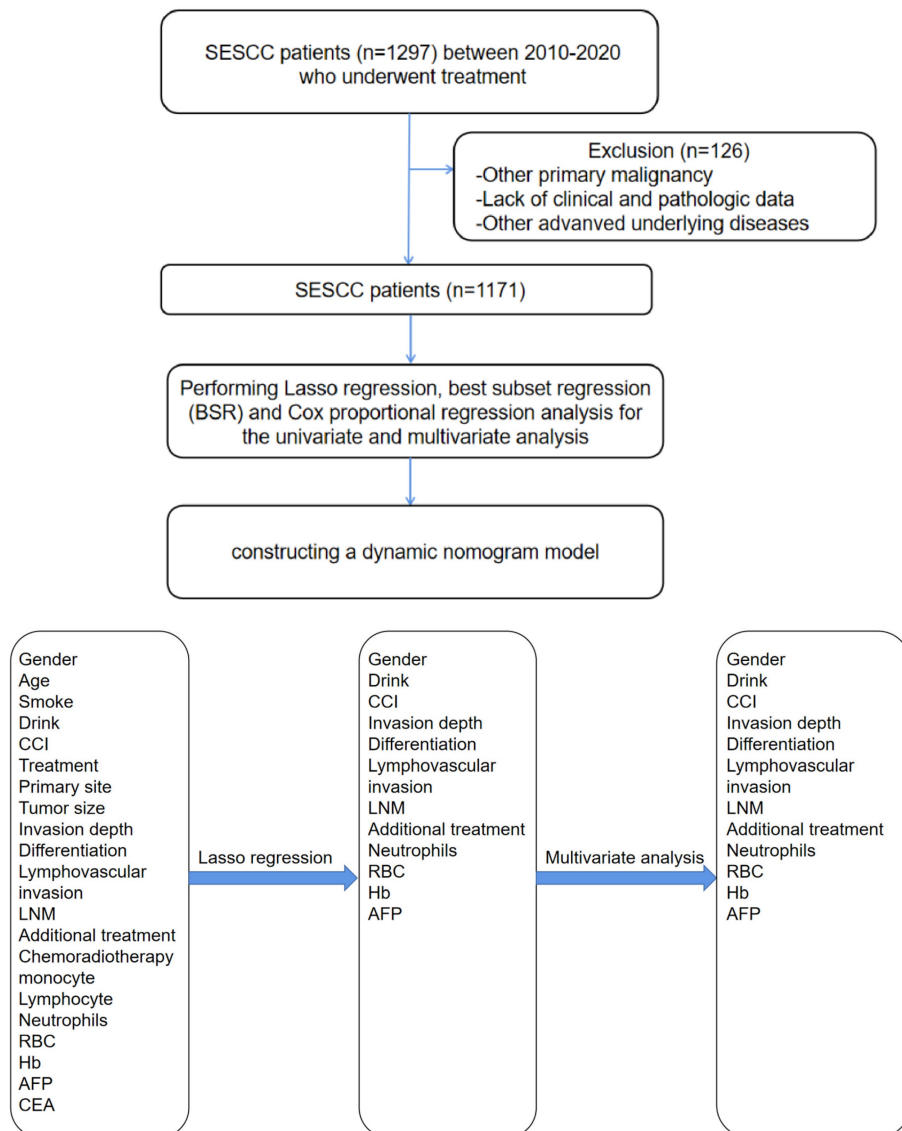 SESCC patients (n=1297) between 2010-2020
who underwent treatment
Exclusion (n=126)
-Other primary malignancy
-Lack of clinical and pathologic data
-Other advanved underlying diseases
SESCC patients (n=1171)
Performing Lasso regression, best subset regression
(BSR) and Cox proportional regression analysis for
the univariate and multivariate analysis
constructing a dynamic nomogram model
Gender
Age
Smoke
Drink
CCI
Treatment
Primary site
Tumor size
Invasion depth
Differentiation
Lymphovascular
invasion
LNM
Additional treatment
Chemoradiotherapy
monocyte
Lymphocyte
Neutrophils
RBC
Hb
AFP
CEA
Lasso regression
Gender
Drink
CCI
Invasion depth
Differentiation
Lymphovascular
invasion
LNM
Additional treatment
Neutrophils
RBC
Hb
AFP
Multivariate analysis
Gender
Drink
CCI
Invasion depth
Differentiation
Lymphovascular
invasion
LNM
Additional treatment
Neutrophils
RBC
Hb
AFP